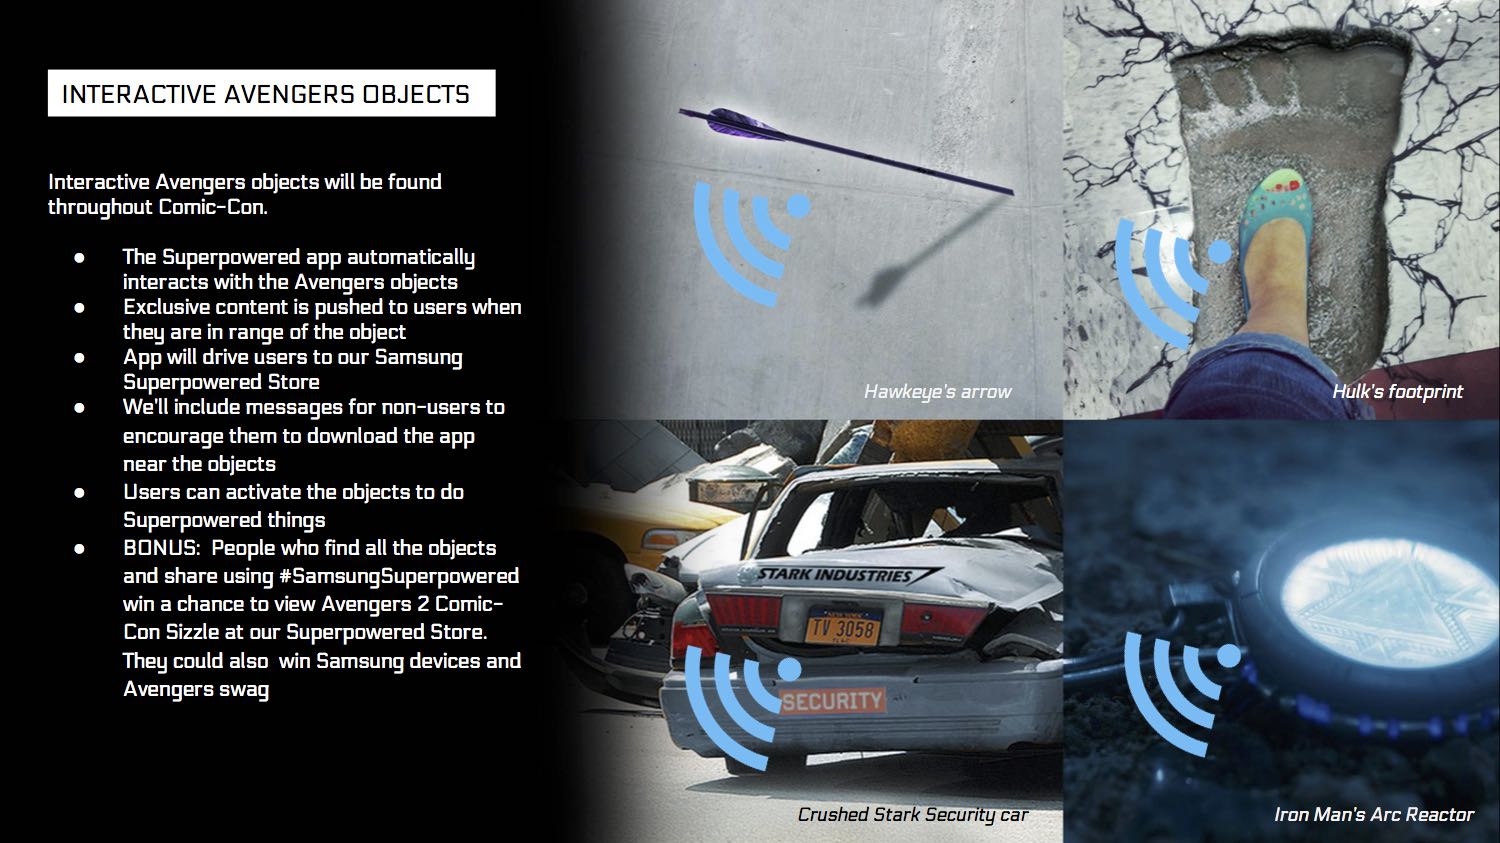 INTERACTIVE AVENGERS OBJECTS
Interactive Avengers objects will be found
throughout Comic-Con.
● The Superpowered app automatically
interacts with the Avengers objects
● Exclusive content is pushed to users when
they are in range of the object
● App will drive users to our Samsung
Superpowered Store
● We'll include messages for non-users to
encourage them to download the app
near the objects
● Users can activate the objects to do
Superpowered things
● BONUS:  People who find all the objects
and share using #SamsungSuperpowered
win a chance to view Avengers 2 Comic-
Con Sizzle at our Superpowered Store.
They could also  win Samsung devices and
Avengers swag
Hawkeye's arrow
Hulk's footprint
STARK INDUSTRIES
TV 3058
SECURITY
Crushed Stark Security car
Iron Man's Arc Reactor